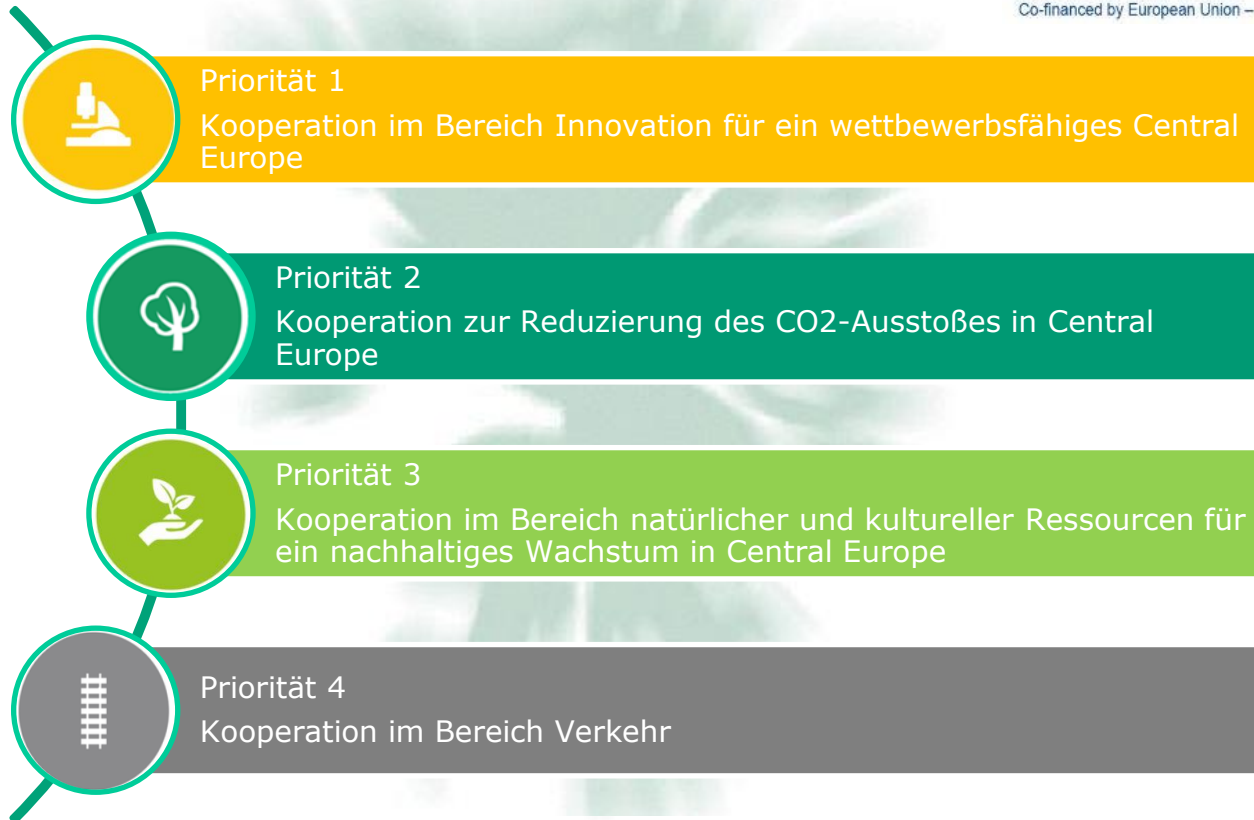 Co-financed by European Union –
Priorität 1
Kooperation im Bereich Innovation für ein wettbewerbsfähiges Central
Europe
Priorität 2
Kooperation zur Reduzierung des CO2-Ausstoßes in Central
Europe
Priorität 3
Kooperation im Bereich natürlicher und kultureller Ressourcen für
ein nachhaltiges Wachstum in Central Europe
Priorität 4
Kooperation im Bereich Verkehr